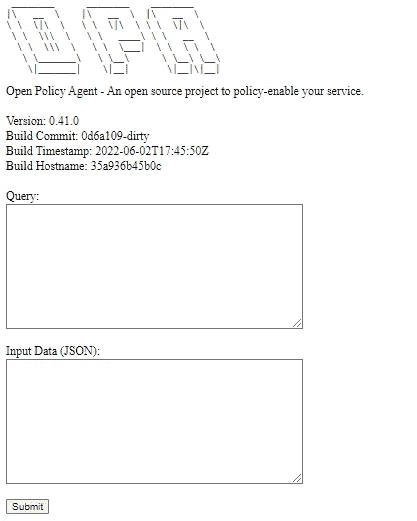 OPA
Open Policy Agent - An open source project to policy-enable your service.
Version: 0.41.0
Build Commit: 0d6a109-dirty
Build Timestamp: 2022-06-02T17:45:50Z
Build Hostname: 35a936b45b0c
Query:
Input Data (JSON):
Submit